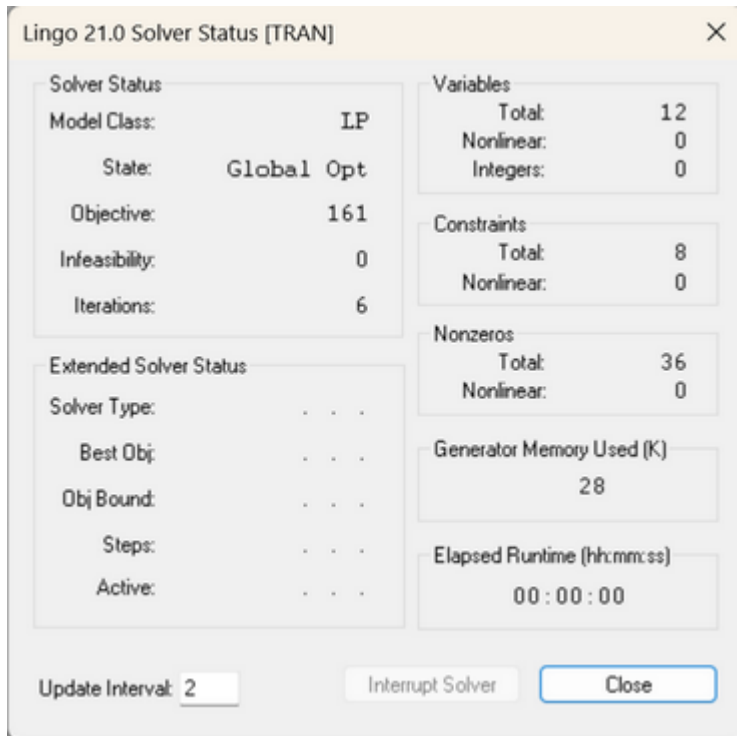 Lingo 21.0 Solver Status [TRAN]
Solver Status
Model Class: LP
State: Global Opt
Objective: 161
Infeasibility: 0
Iterations: 6
Extended Solver Status
Solver Type: . . .
Best Obj: . . .
Obj Bound: . . .
Steps: . . .
Active: . . .
Variables
Total: 12
Nonlinear: 0
Integers: 0
Constraints
Total: 8
Nonlinear: 0
Nonzeros
Total: 36
Nonlinear: 0
Generator Memory Used (K)
28
Elapsed Runtime (hh:mm:ss)
00:00:00
Update Interval: 2
Interrupt Solver
Close